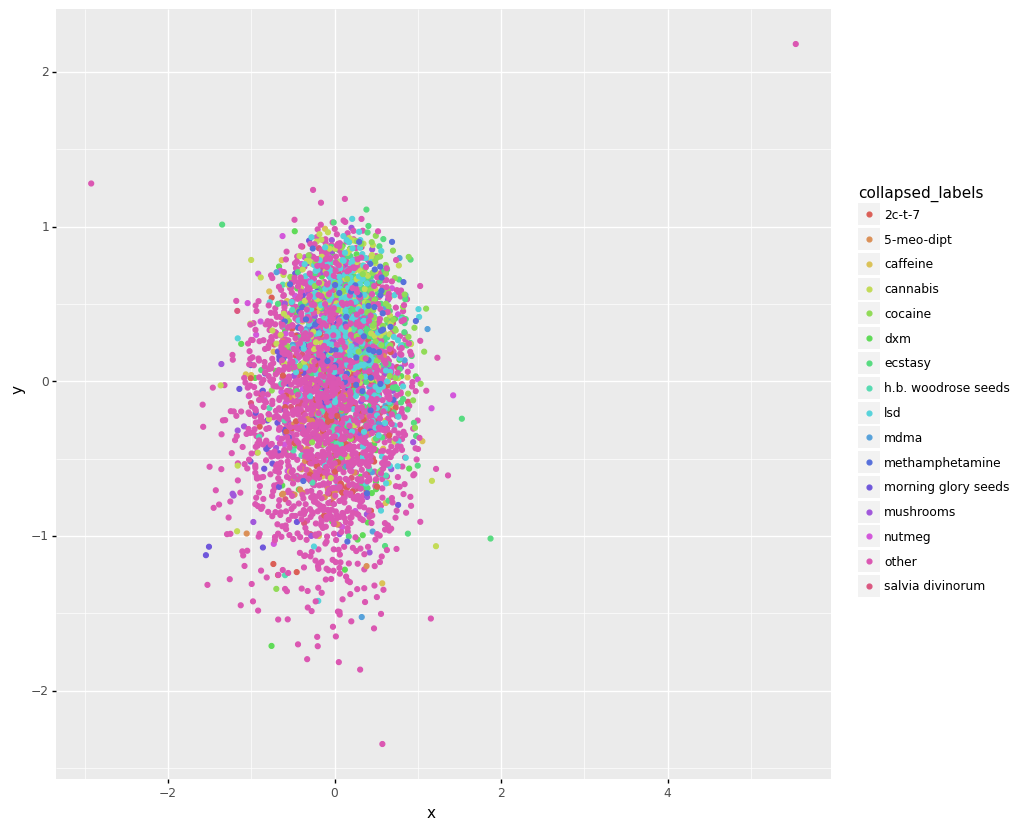 2
1
0
−1
−2
y
−2
0
2
4
x
collapsed_labels
2c-t-7
5-meo-dipt
caffeine
cannabis
cocaine
dxm
ecstasy
h.b. woodrose seeds
lsd
mdma
methamphetamine
morning glory seeds
mushrooms
nutmeg
other
salvia divinorum